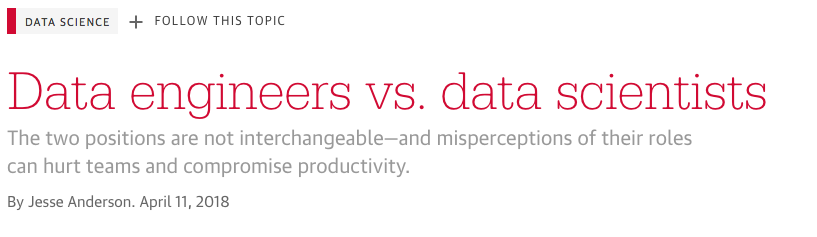 DATA SCIENCE + FOLLOW THIS TOPIC
Data engineers vs. data scientists
The two positions are not interchangeable—and misperceptions of their roles
can hurt teams and compromise productivity.
By Jesse Anderson. April 11, 2018